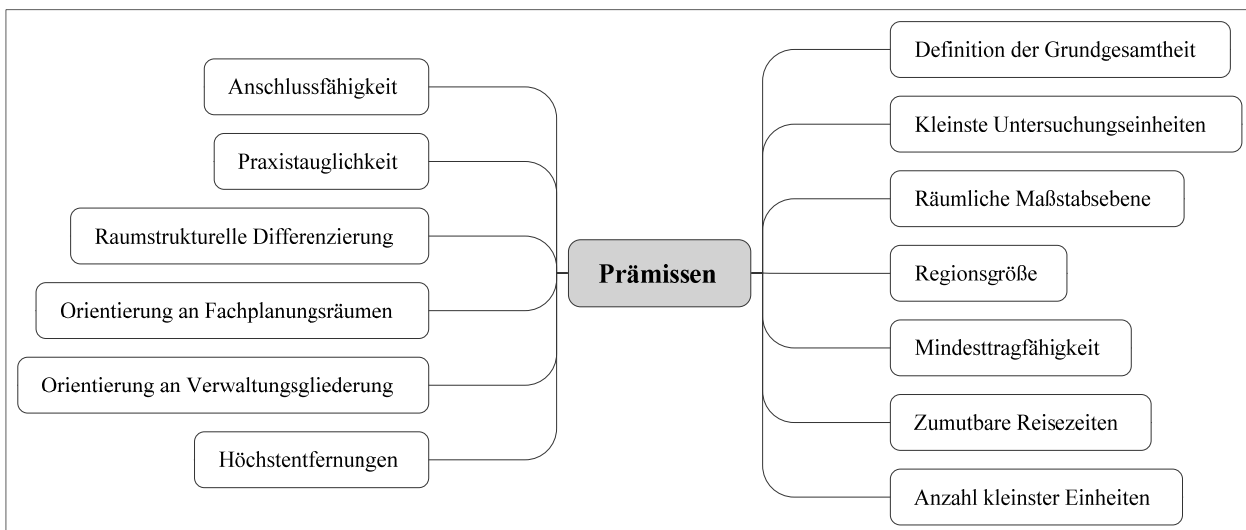 Anschlussfähigkeit
Praxistauglichkeit
Raumstrukturelle Differenzierung
Orientierung an Fachplanungsräumen
Orientierung an Verwaltungsgliederung
Höchstentfernungen
Prämissen
Definition der Grundgesamtheit
Kleinste Untersuchungseinheiten
Räumliche Maßstabsebene
Regionsgröße
Mindesttragfähigkeit
Zumutbare Reisezeiten
Anzahl kleinster Einheiten